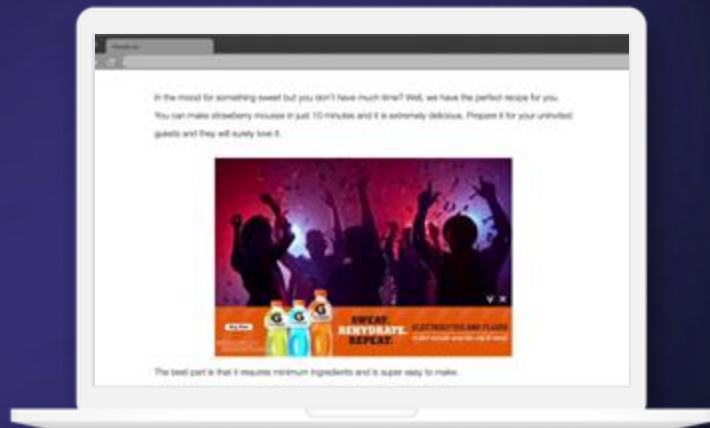 In the mood for something sweet but you don't have much time? Well, we have the perfect recipe for you.
You can make strawberry mousse in just 10 minutes and it is extremely delicious. Prepare it for your uninvited
guests and they will surely love it.
G G G
Buy Now
SWEAT.
REHYDRATE.
REPEAT.
ELECTROLYTES AND FLUIDS
The best part is that it requires minimum ingredients and is super easy to make.